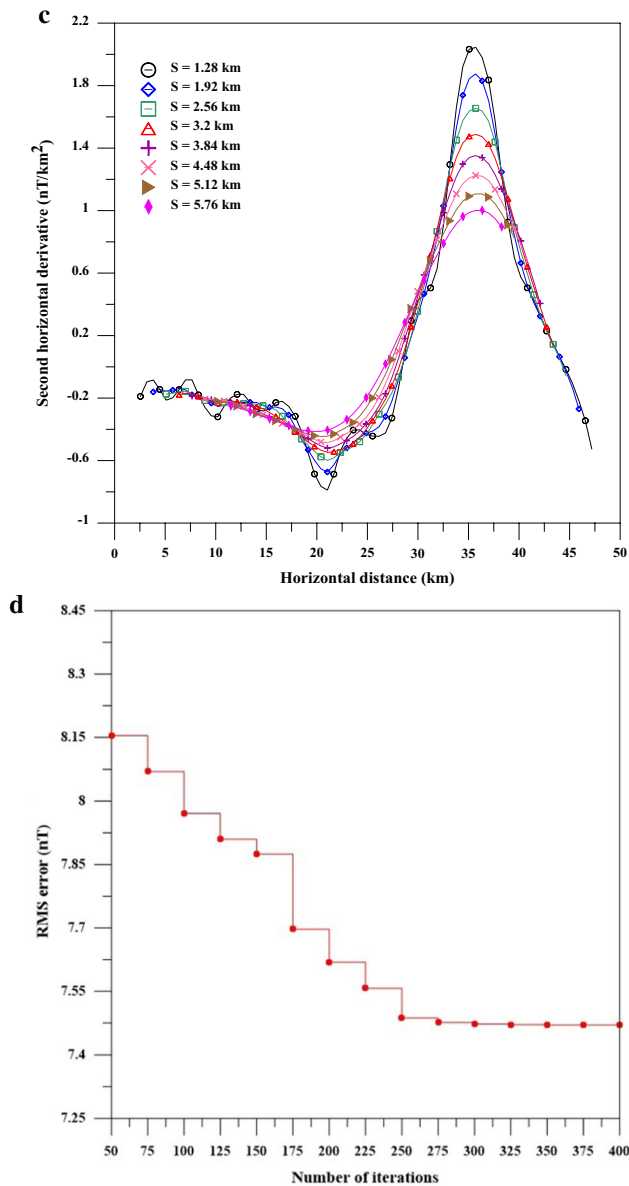 c
2.2
1.8
1.4
1
0.6
0.2
-0.2
-0.6
-1
Second horizontal derivative (nT/km²)
S = 1.28 km
S = 1.92 km
S = 2.56 km
S = 3.2 km
S = 3.84 km
S = 4.48 km
S = 5.12 km
S = 5.76 km
0 5 10 15 20 25 30 35 40 45 50
Horizontal distance (km)
d
8.45
8.3
8.15
8
7.85
7.7
7.55
7.4
7.25
RMS error (nT)
50 75 100 125 150 175 200 225 250 275 300 325 350 375 400
Number of iterations